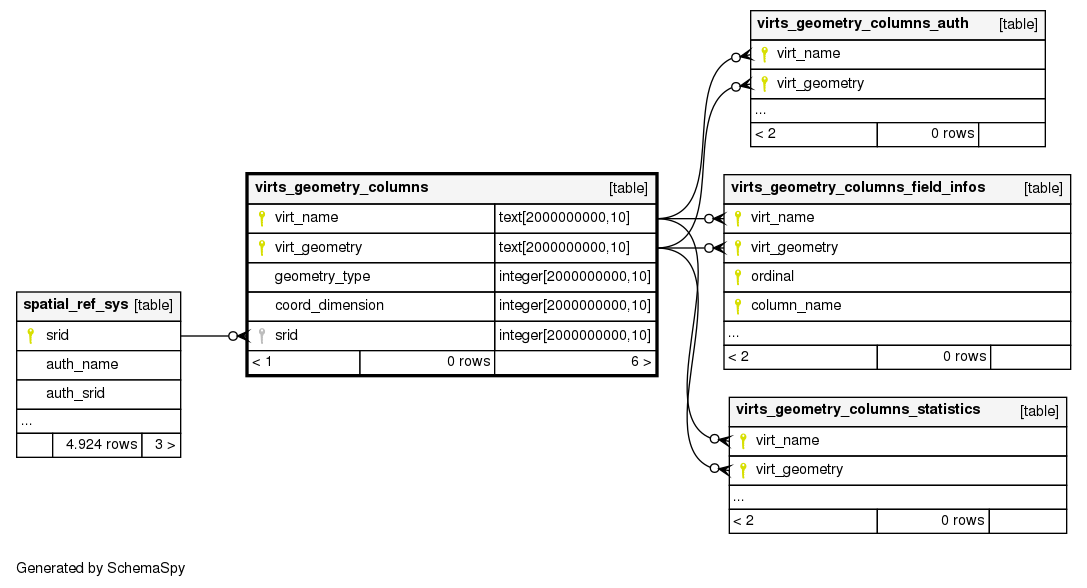 virts_geometry_columns_auth [table]
virt_name
virt_geometry
...
< 2 0 rows
virts_geometry_columns [table]
virt_name text[2000000000,10]
virt_geometry text[2000000000,10]
geometry_type integer[2000000000,10]
coord_dimension integer[2000000000,10]
srid integer[2000000000,10]
< 1 0 rows 6 >
virts_geometry_columns_field_infos [table]
virt_name
virt_geometry
ordinal
column_name
...
< 2 0 rows
spatial_ref_sys [table]
srid
auth_name
auth_srid
...
4.924 rows 3 >
virts_geometry_columns_statistics [table]
virt_name
virt_geometry
...
< 2 0 rows
Generated by SchemaSpy